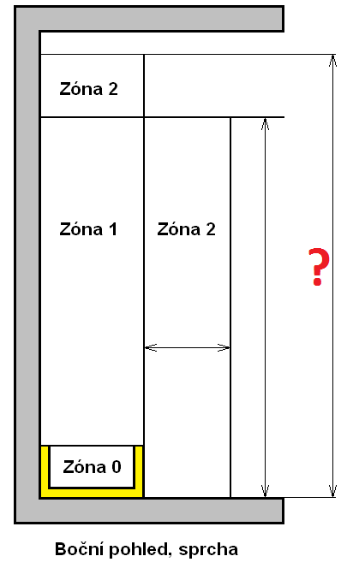 Zóna 2
Zóna 1 Zóna 2
?
Zóna 0
Boční pohled, sprcha